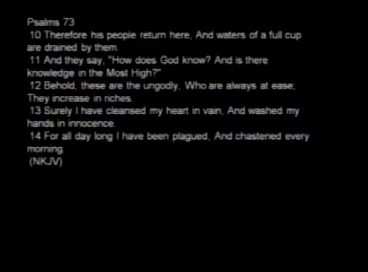 Psalms 73
10 Therefore his people return here, And waters of a full cup
are drained by them.
11 And they say, "How does God know? And is there
knowledge in the Most High?"
12 Behold, these are the ungodly, Who are always at ease;
They increase in riches.
13 Surely I have cleansed my heart in vain, And washed my
hands in innocence.
14 For all day long I have been plagued, And chastened every
morning.
(NKJV)